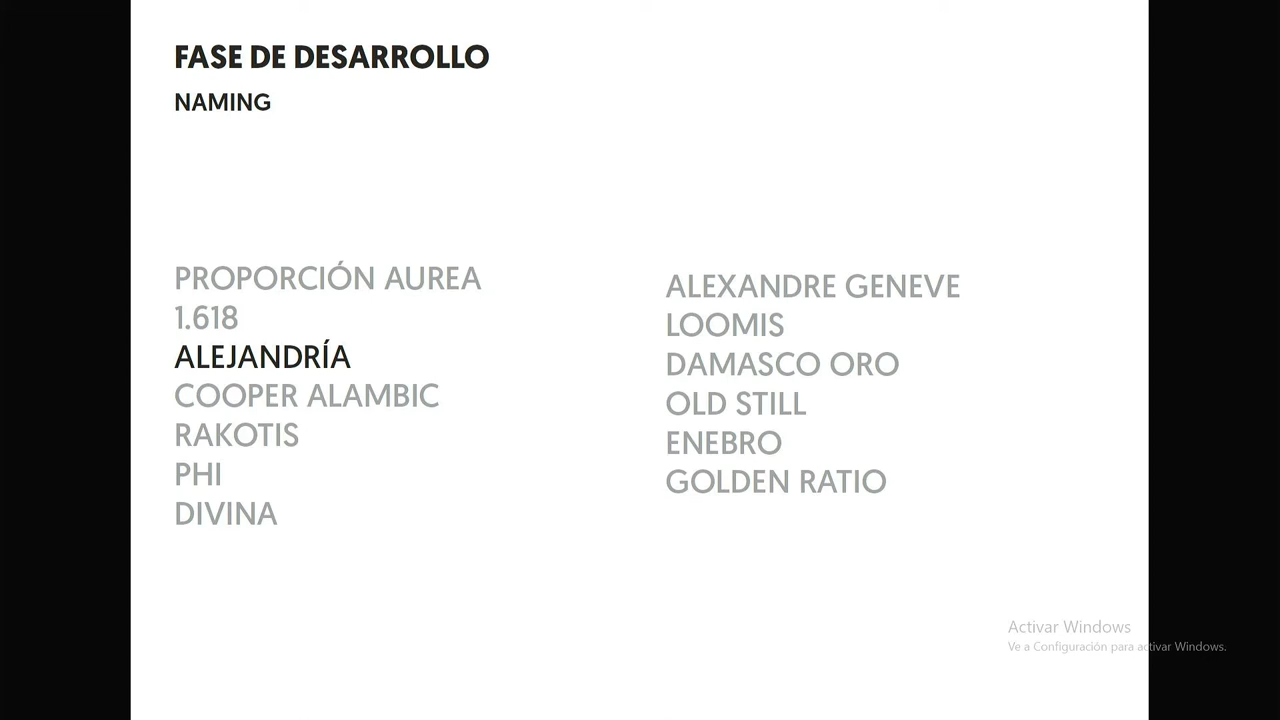 FASE DE DESARROLLO
NAMING
PROPORCIÓN AUREA
1.618
ALEJANDRÍA
COOPER ALAMBIC
RAKOTIS
PHI
DIVINA
ALEXANDRE GENEVE
LOOMIS
DAMASCO ORO
OLD STILL
ENEBRO
GOLDEN RATIO
Activar Windows
Ve a Configuración para activar Windows.